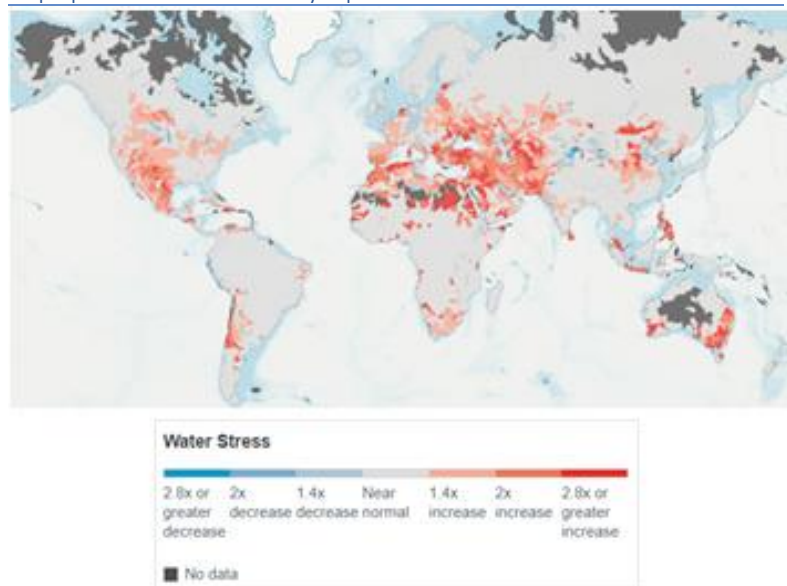 Water Stress
2.8x or 2x 1.4x Near 1.4x 2x 2.8x or
greater decrease decrease normal increase increase greater
decrease increase
No data